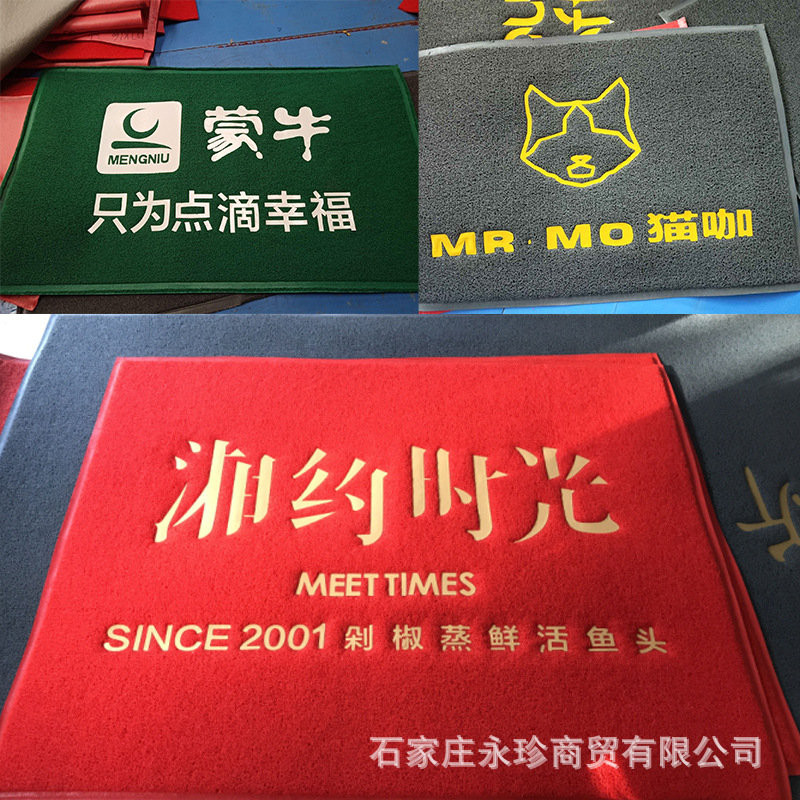 蒙牛
MENGNIU
只为点滴幸福
MR·MO 猫咖
湘约时光
MEET TIMES
SINCE 2001 剁椒蒸鲜活鱼头
石家庄永珍商贸有限公司